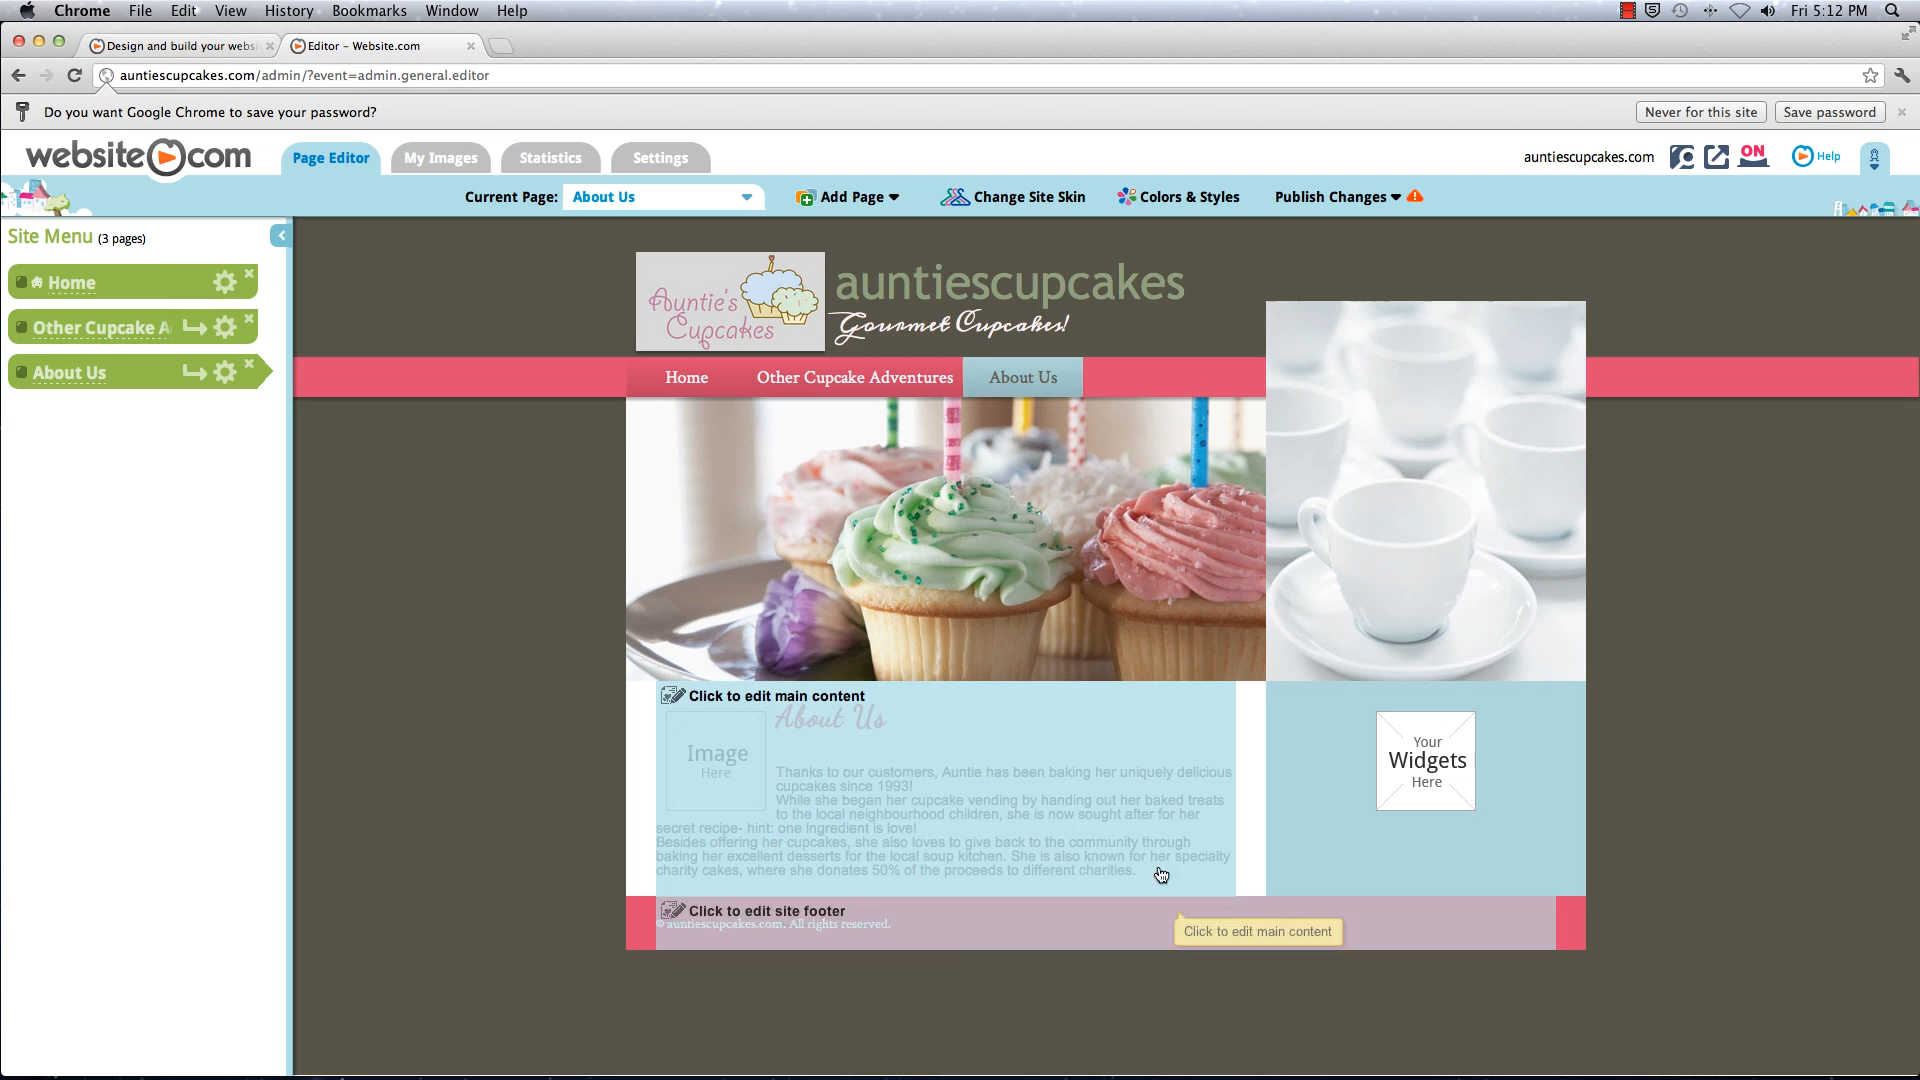 Chrome File Edit View History Bookmarks Window Help Fri 5:12 PM
Design and build your websi Editor – Website.com
auntiescupcakes.com/admin/?event=admin.general.editor
Do you want Google Chrome to save your password? Never for this site Save password
website.com Page Editor My Images Statistics Settings auntiescupcakes.com ON Help
Current Page: About Us Add Page Change Site Skin Colors & Styles Publish Changes
Site Menu (3 pages)
Home
Other Cupcake A
About Us
Auntie's
Cupcakes
auntiescupcakes
Gourmet Cupcakes!
Home Other Cupcake Adventures About Us
Click to edit main content
About Us
Image
Here
Thanks to our customers, Auntie has been baking her uniquely delicious
cupcakes since 1993!
While she began her cupcake vending by handing out her baked treats
to the local neighbourhood children, she is now sought after for her
secret recipe- hint: one ingredient is love!
Besides offering her cupcakes, she also loves to give back to the community through
baking her excellent desserts for the local soup kitchen. She is also known for her specialty
charity cakes, where she donates 50% of the proceeds to different charities.
Your
Widgets
Here
Click to edit site footer
© auntiescupcakes.com. All rights reserved.
Click to edit main content